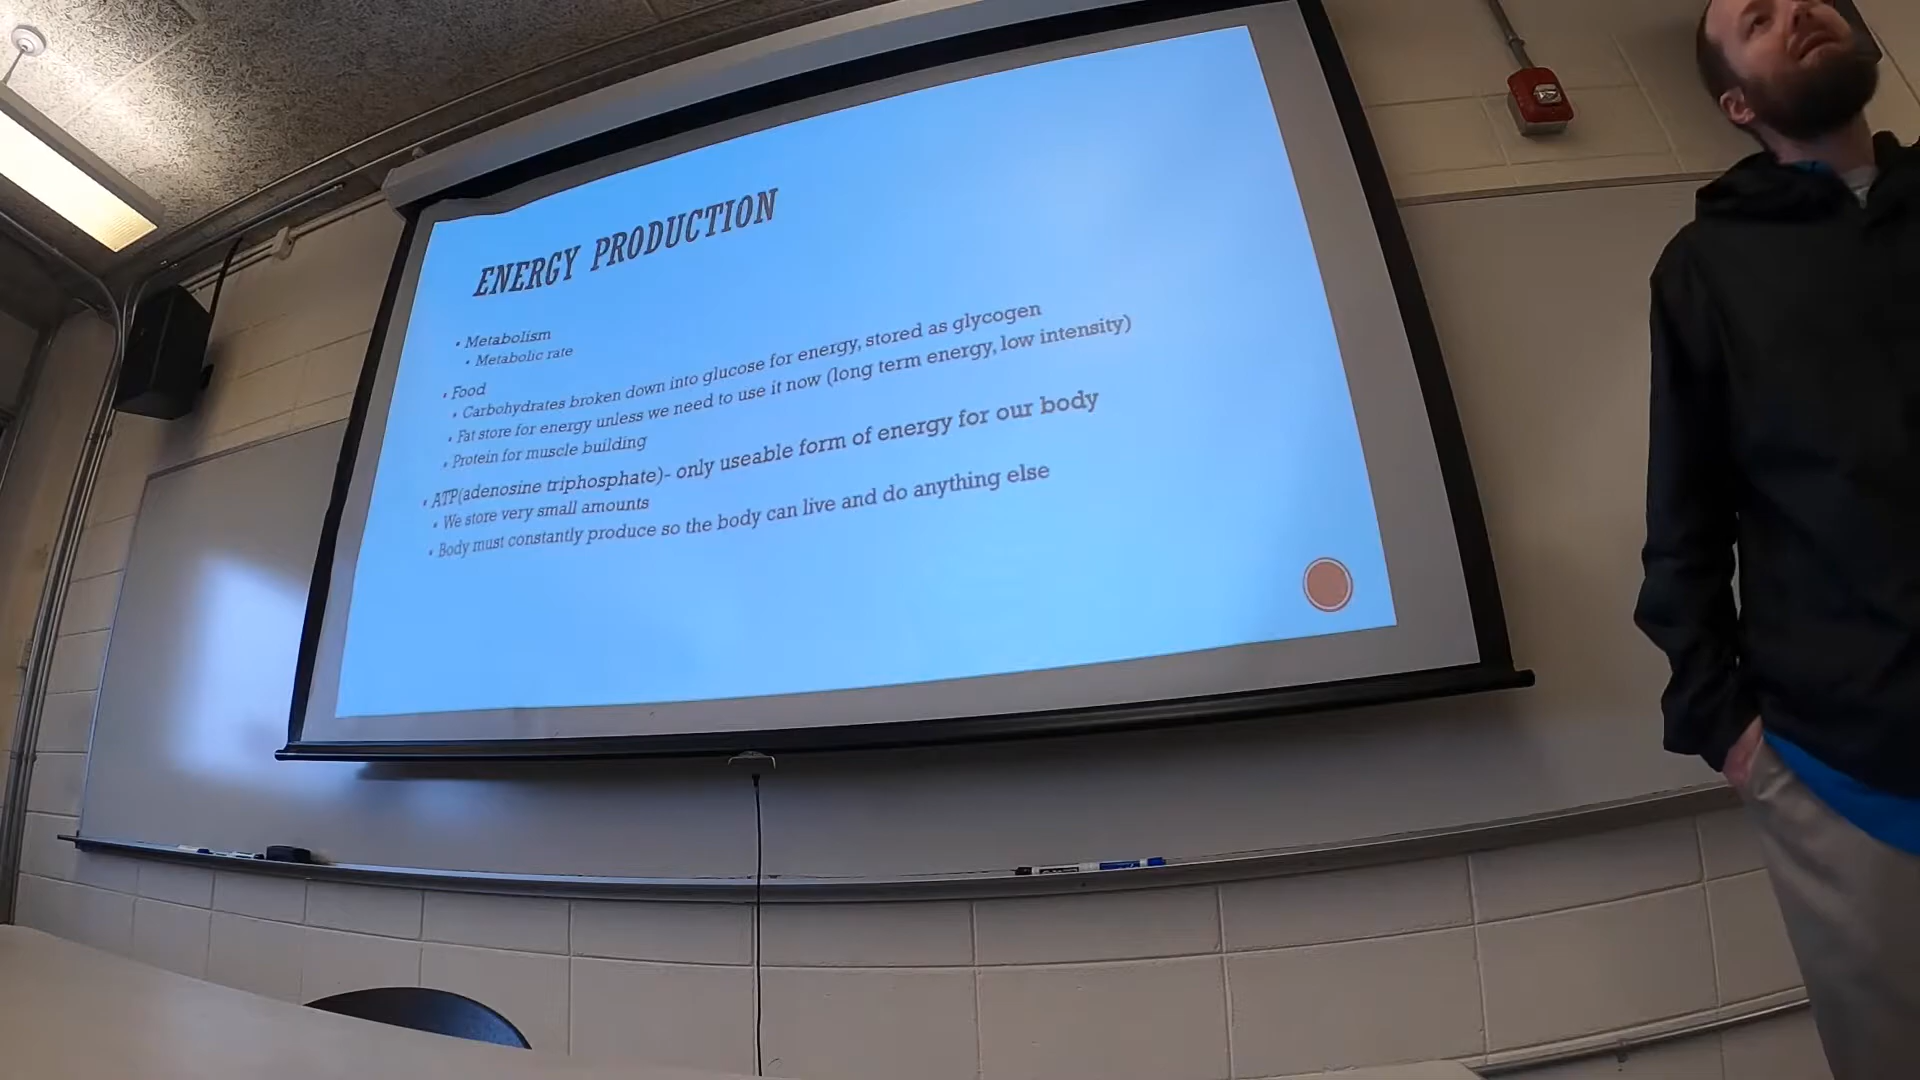 ENERGY PRODUCTION
Metabolism
Metabolic rate
Food
Carbohydrates broken down into glucose for energy, stored as glycogen
Fat store for energy unless we need to use it now (long term energy, low intensity)
Protein for muscle building
ATP(adenosine triphosphate)- only useable form of energy for our body
We store very small amounts
Body must constantly produce so the body can live and do anything else